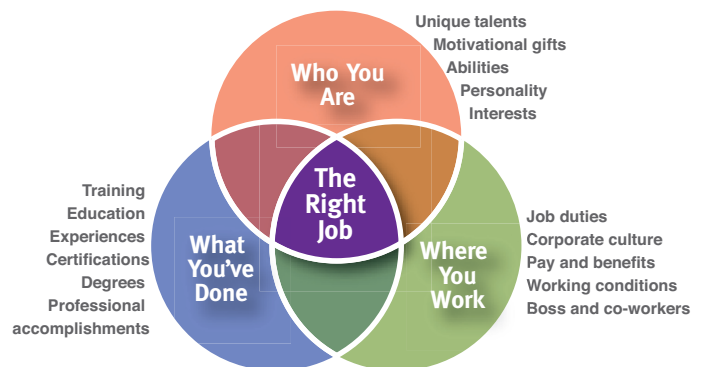 Unique talents
Motivational gifts
Abilities
Personality
Interests
Who You
Are
The
Right
Job
Training
Education
Experiences
Certifications
Degrees
Professional
accomplishments
What
You've
Done
Where
You
Work
Job duties
Corporate culture
Pay and benefits
Working conditions
Boss and co-workers